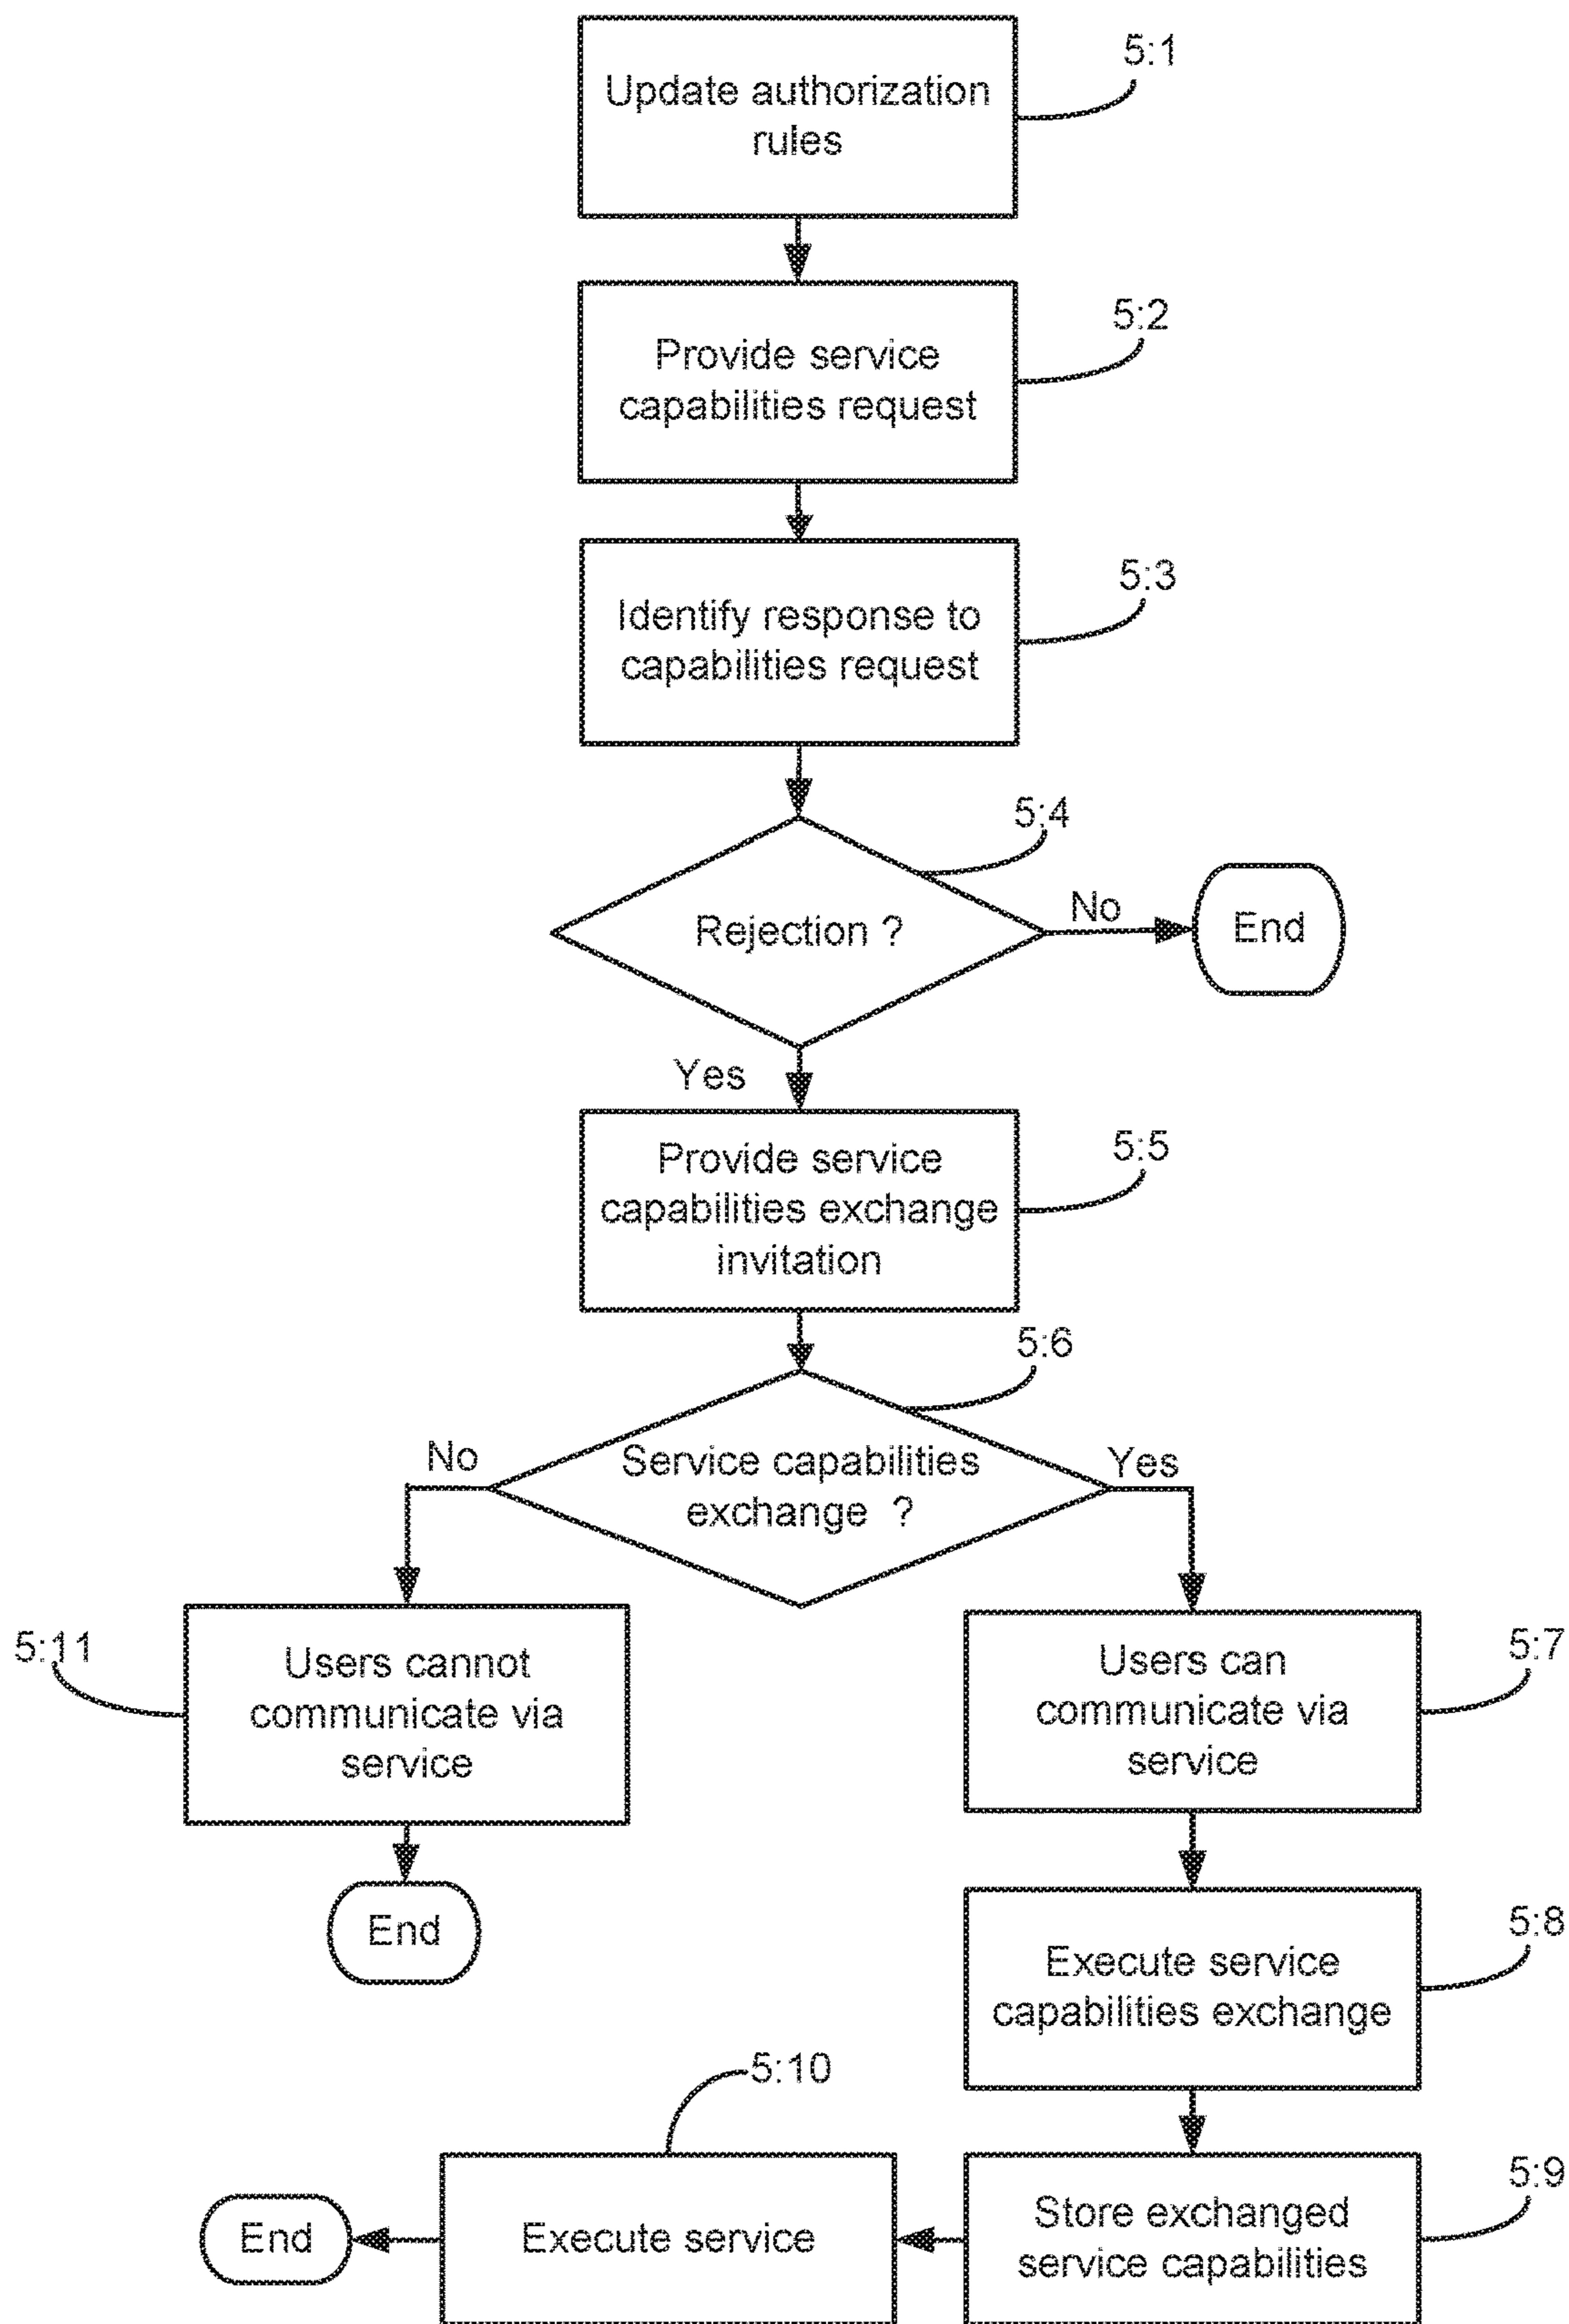 5:1
Update authorization
rules
5:2
Provide service
capabilities request
5:3
Identify response to
capabilities request
5:4
Rejection ?
No
End
Yes
5:5
Provide service
capabilities exchange
invitation
5:6
No
Service capabilities
exchange ?
Yes
5:11
Users cannot
communicate via
service
5:7
Users can
communicate via
service
End
5:8
Execute service
capabilities exchange
5:10
5:9
End
Execute service
Store exchanged
service capabilities